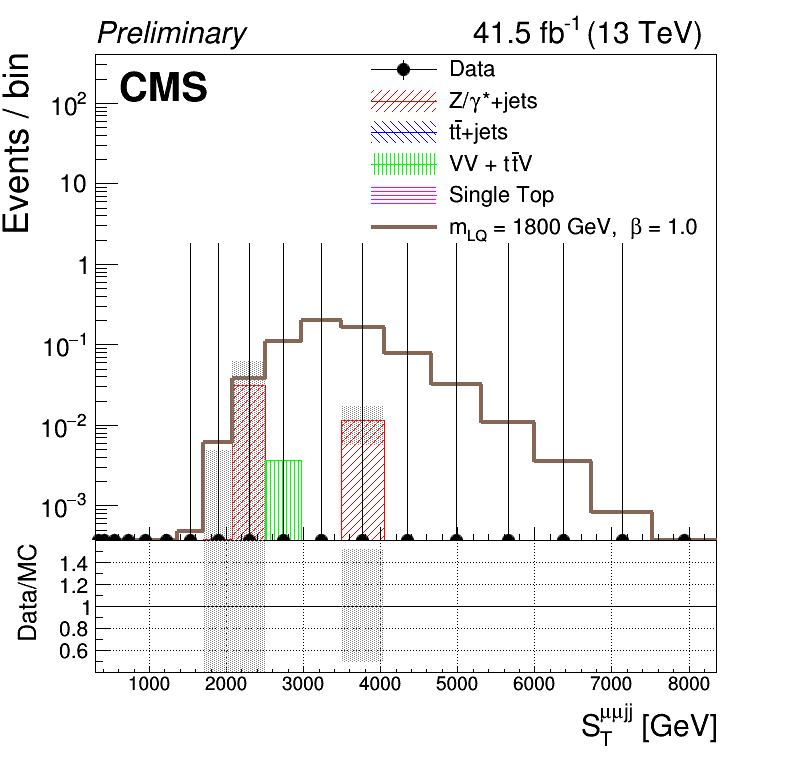 Preliminary 41.5 fb⁻¹ (13 TeV)
CMS
Data
Z/γ*+jets
tt̄+jets
VV + tt̄V
Single Top
m_LQ = 1800 GeV, β = 1.0
Events / bin
10²
10
1
10⁻¹
10⁻²
10⁻³
Data/MC
1.4
1.2
1
0.8
0.6
1000 2000 3000 4000 5000 6000 7000 8000
S_T^μμjj [GeV]